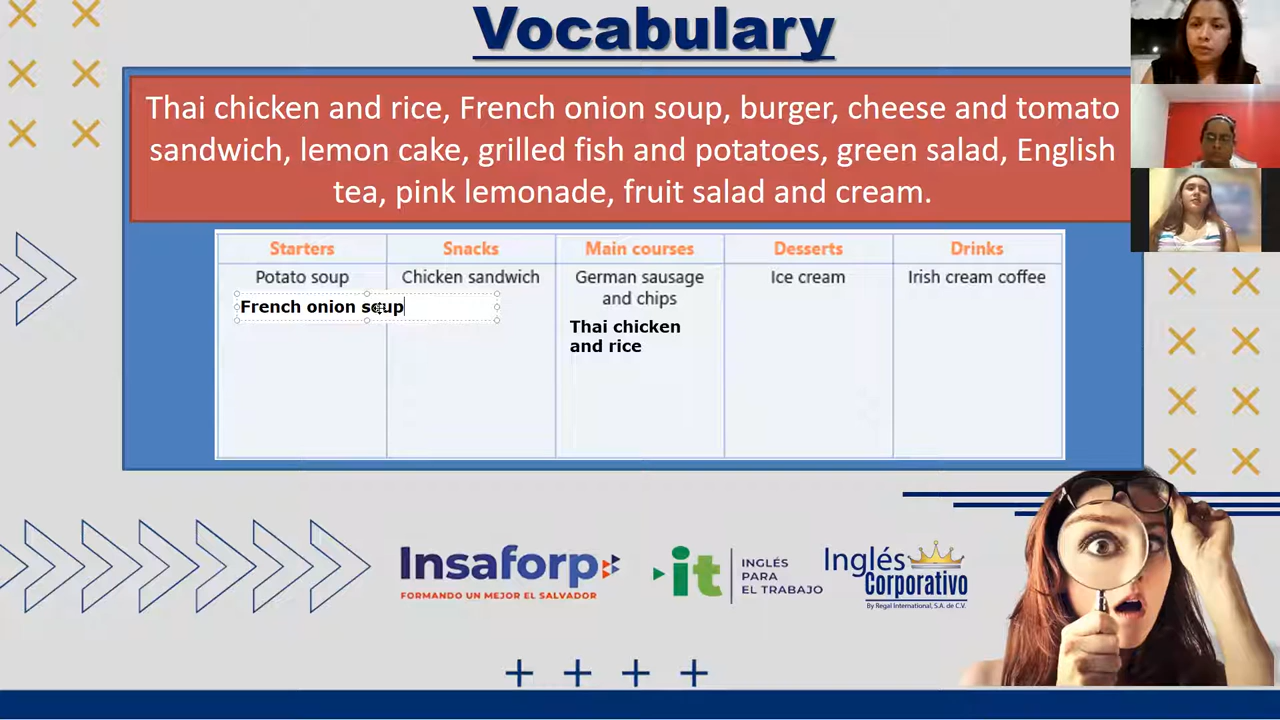 Vocabulary
Thai chicken and rice, French onion soup, burger, cheese and tomato
sandwich, lemon cake, grilled fish and potatoes, green salad, English
tea, pink lemonade, fruit salad and cream.
Starters Snacks Main courses Desserts Drinks
Potato soup Chicken sandwich German sausage Ice cream Irish cream coffee
and chips
French onion soup
Thai chicken
and rice
Insaforp
FORMANDO UN MEJOR EL SALVADOR
it
INGLÉS
PARA
EL TRABAJO
Inglés
Corporativo
By Regal International, S.A. de C.V.